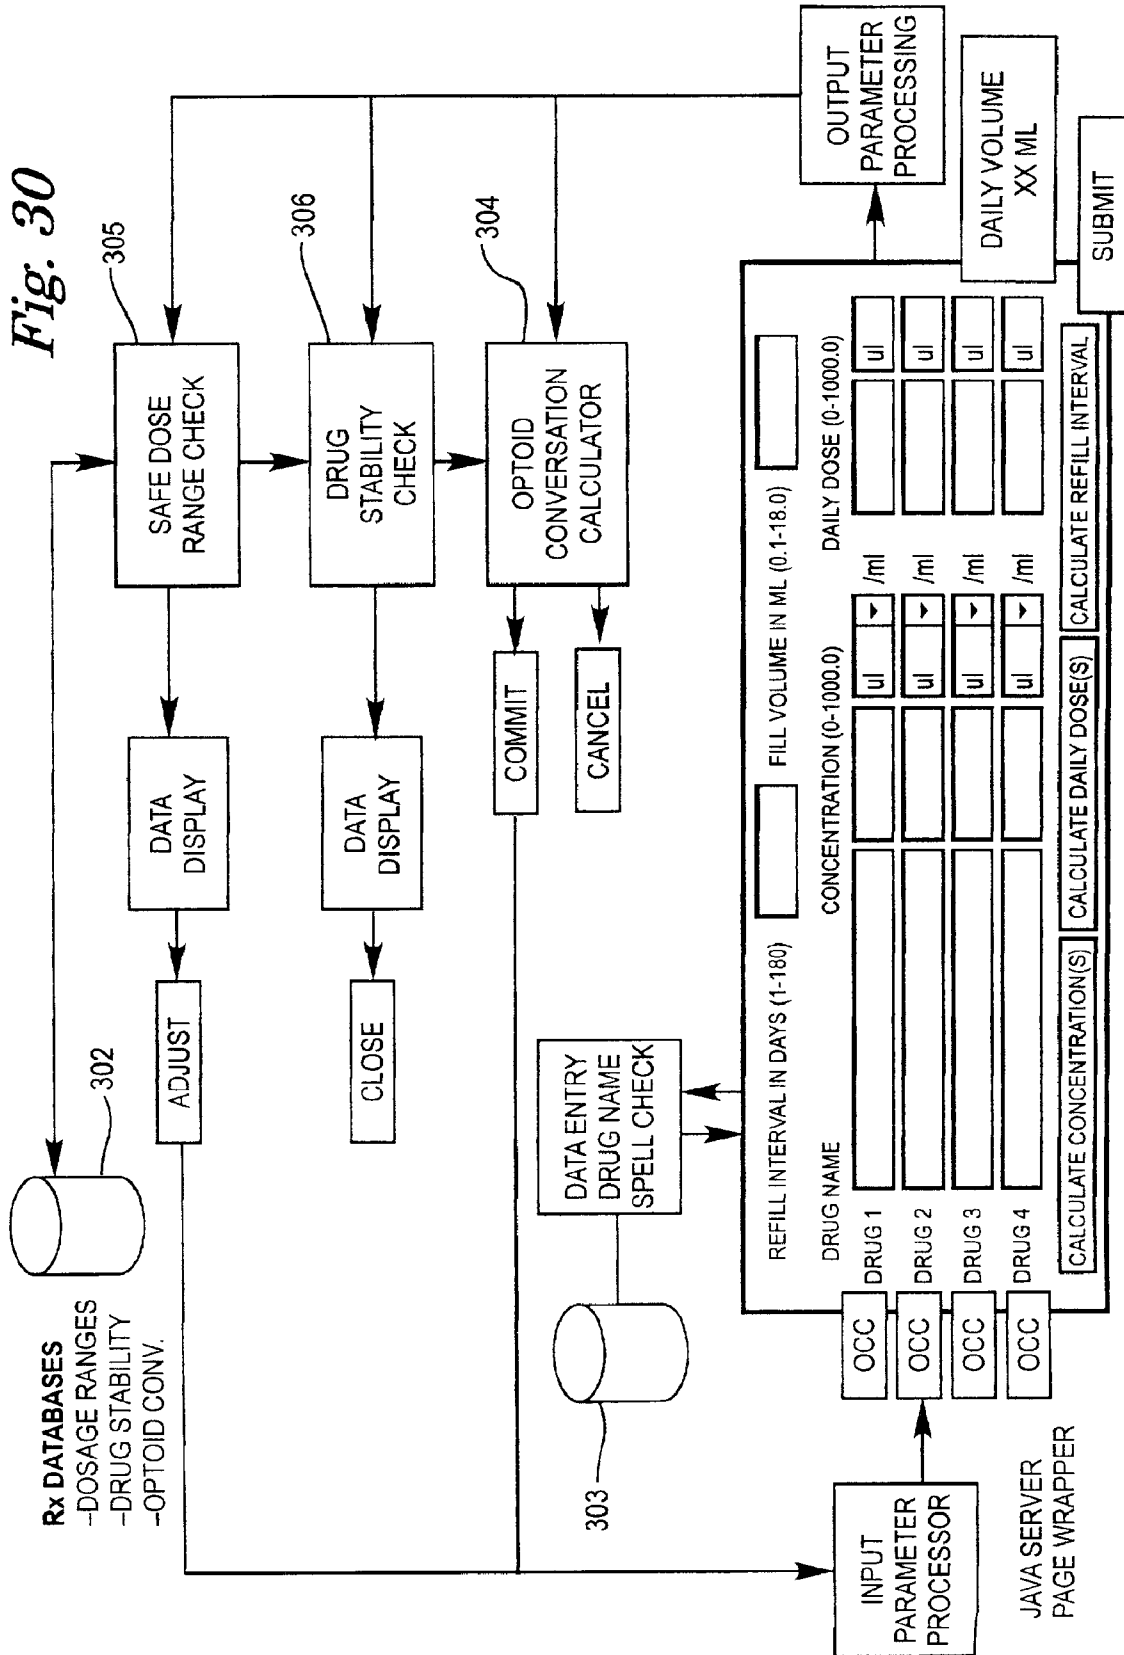 Fig. 30
Rx DATABASES
-DOSAGE RANGES
-DRUG STABILITY
-OPTOID CONV.
302
305
SAFE DOSE
RANGE CHECK
DATA
DISPLAY
ADJUST
306
DRUG
STABILITY
CHECK
DATA
DISPLAY
CLOSE
304
OPTOID
CONVERSATION
CALCULATOR
COMMIT
CANCEL
303
DATA ENTRY
DRUG NAME
SPELL CHECK
INPUT
PARAMETER
PROCESSOR
JAVA SERVER
PAGE WRAPPER
OUTPUT
PARAMETER
PROCESSING
REFILL INTERVAL IN DAYS (1-180) FILL VOLUME IN ML (0.1-18.0)
DRUG NAME CONCENTRATION (0-1000.0) DAILY DOSE (0-1000.0)
OCC DRUG 1 ul /ml ul
OCC DRUG 2 ul /ml ul
OCC DRUG 3 ul /ml ul
OCC DRUG 4 ul /ml ul
CALCULATE CONCENTRATION(S) CALCULATE DAILY DOSE(S) CALCULATE REFILL INTERVAL
DAILY VOLUME
XX ML
SUBMIT